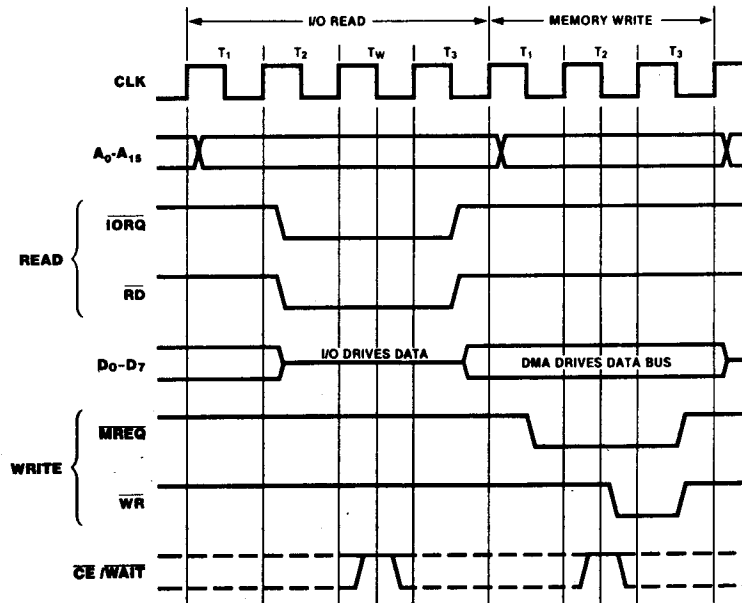 I/O READ MEMORY WRITE
T1 T2 TW T3 T1 T2 T3
CLK
A0-A15
IORQ
READ
RD
D0-D7 I/O DRIVES DATA DMA DRIVES DATA BUS
MREQ
WRITE
WR
CE /WAIT